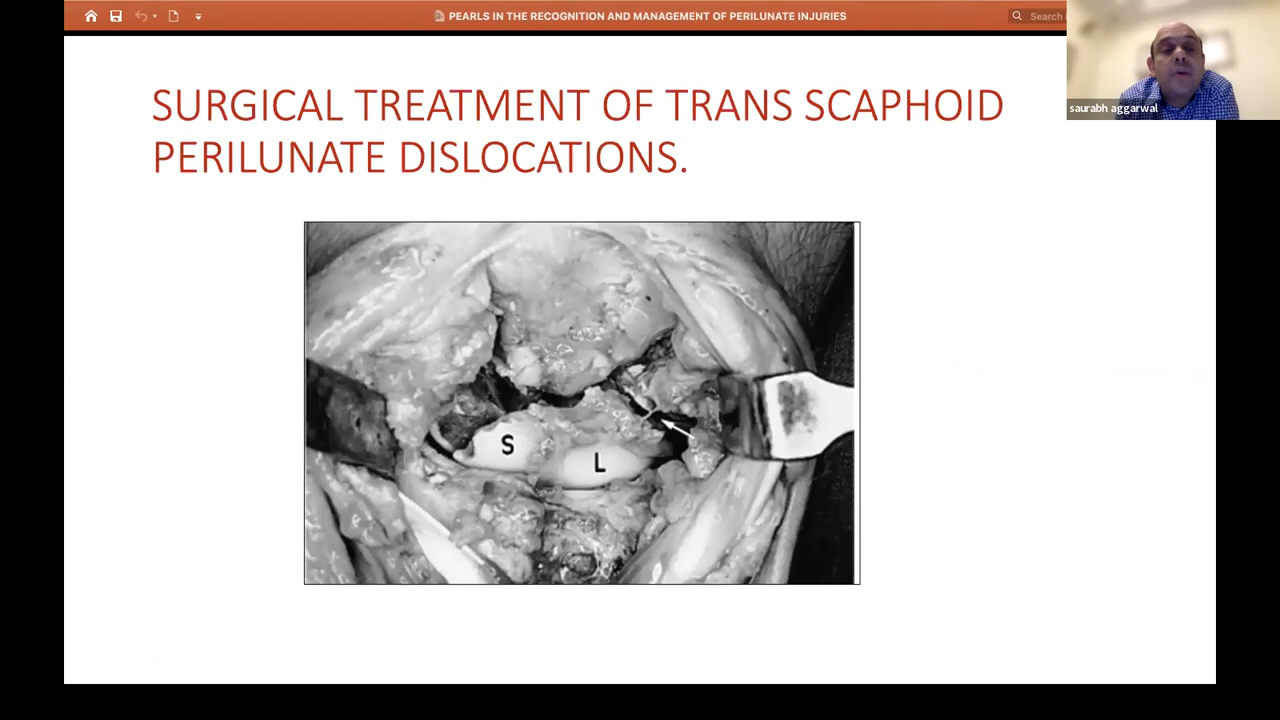 PEARLS IN THE RECOGNITION AND MANAGEMENT OF PERILUNATE INJURIES
Search
saurabh aggarwal
SURGICAL TREATMENT OF TRANS SCAPHOID
PERILUNATE DISLOCATIONS.
S
L